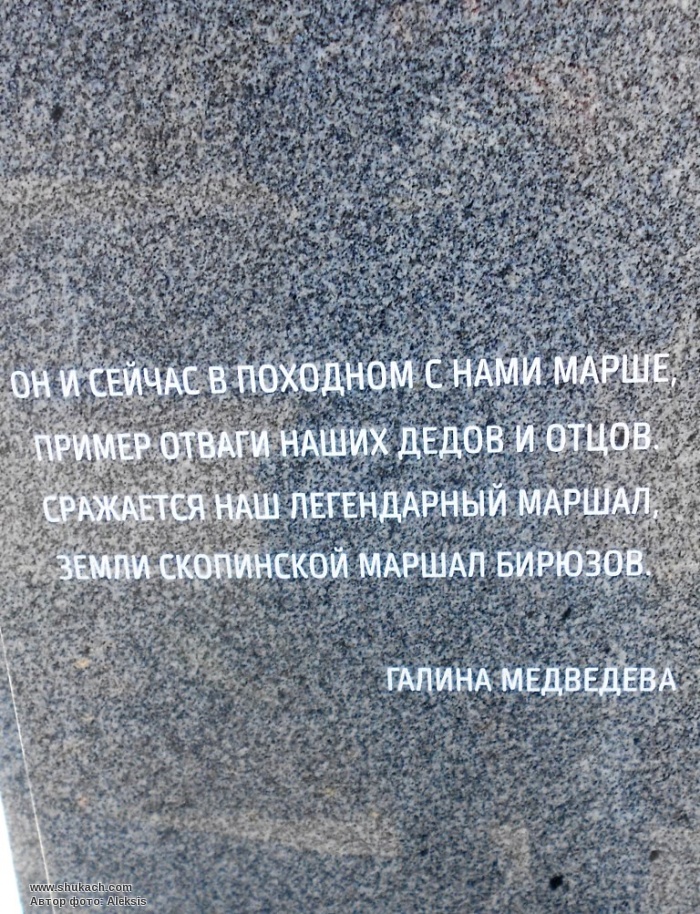 ОН И СЕЙЧАС В ПОХОДНОМ С НАМИ МАРШЕ,
ПРИМЕР ОТВАГИ НАШИХ ДЕДОВ И ОТЦОВ.
СРАЖАЕТСЯ НАШ ЛЕГЕНДАРНЫЙ МАРШАЛ,
ЗЕМЛИ СКОПИНСКОЙ МАРШАЛ БИРЮЗОВ.
ГАЛИНА МЕДВЕДЕВА
www.shukach.com
Автор фото: Aleksis